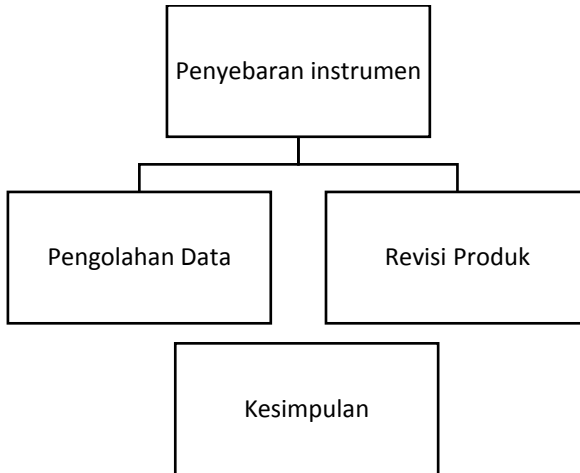 Penyebaran instrumen
Pengolahan Data
Revisi Produk
Kesimpulan